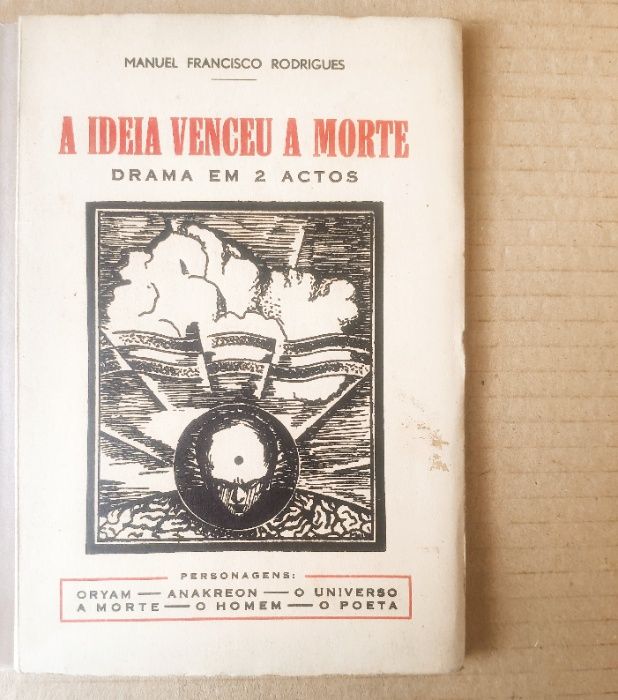 MANUEL FRANCISCO RODRIGUES
A IDEIA VENCEU A MORTE
DRAMA EM 2 ACTOS
PERSONAGENS:
ORYAM — ANAKREON — O UNIVERSO
A MORTE — O HOMEM — O POETA